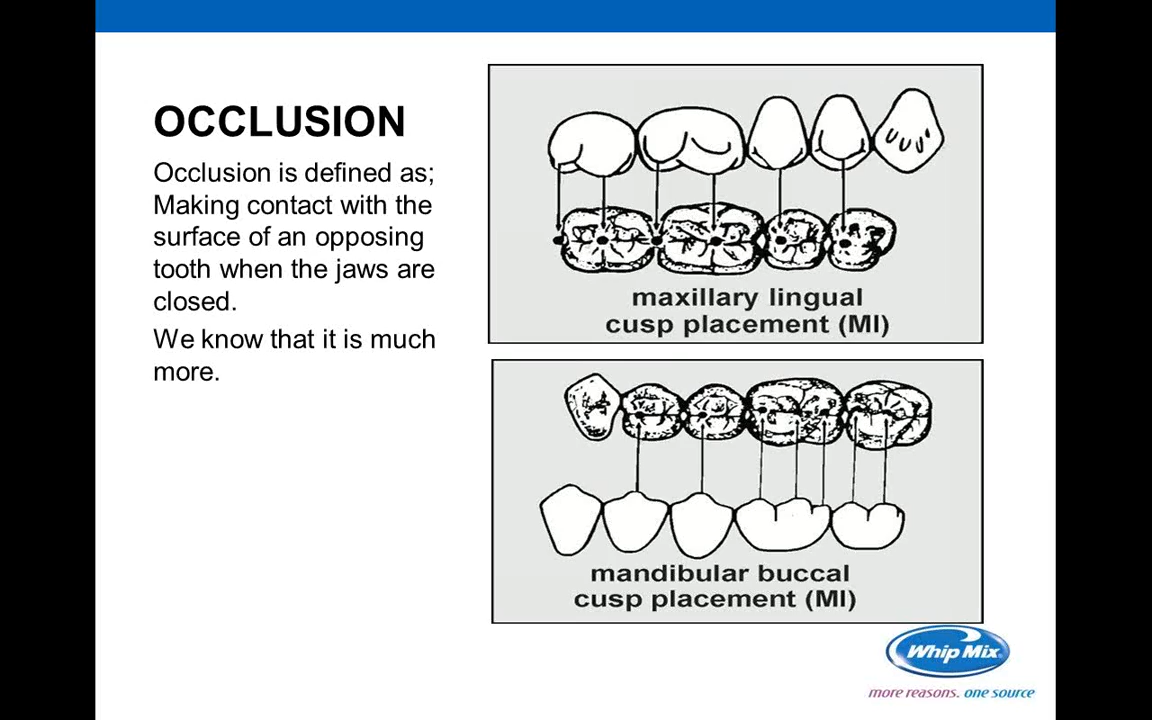 OCCLUSION
Occlusion is defined as;
Making contact with the
surface of an opposing
tooth when the jaws are
closed.
We know that it is much
more.
maxillary lingual
cusp placement (MI)
mandibular buccal
cusp placement (MI)
Whip Mix
more reasons. one source